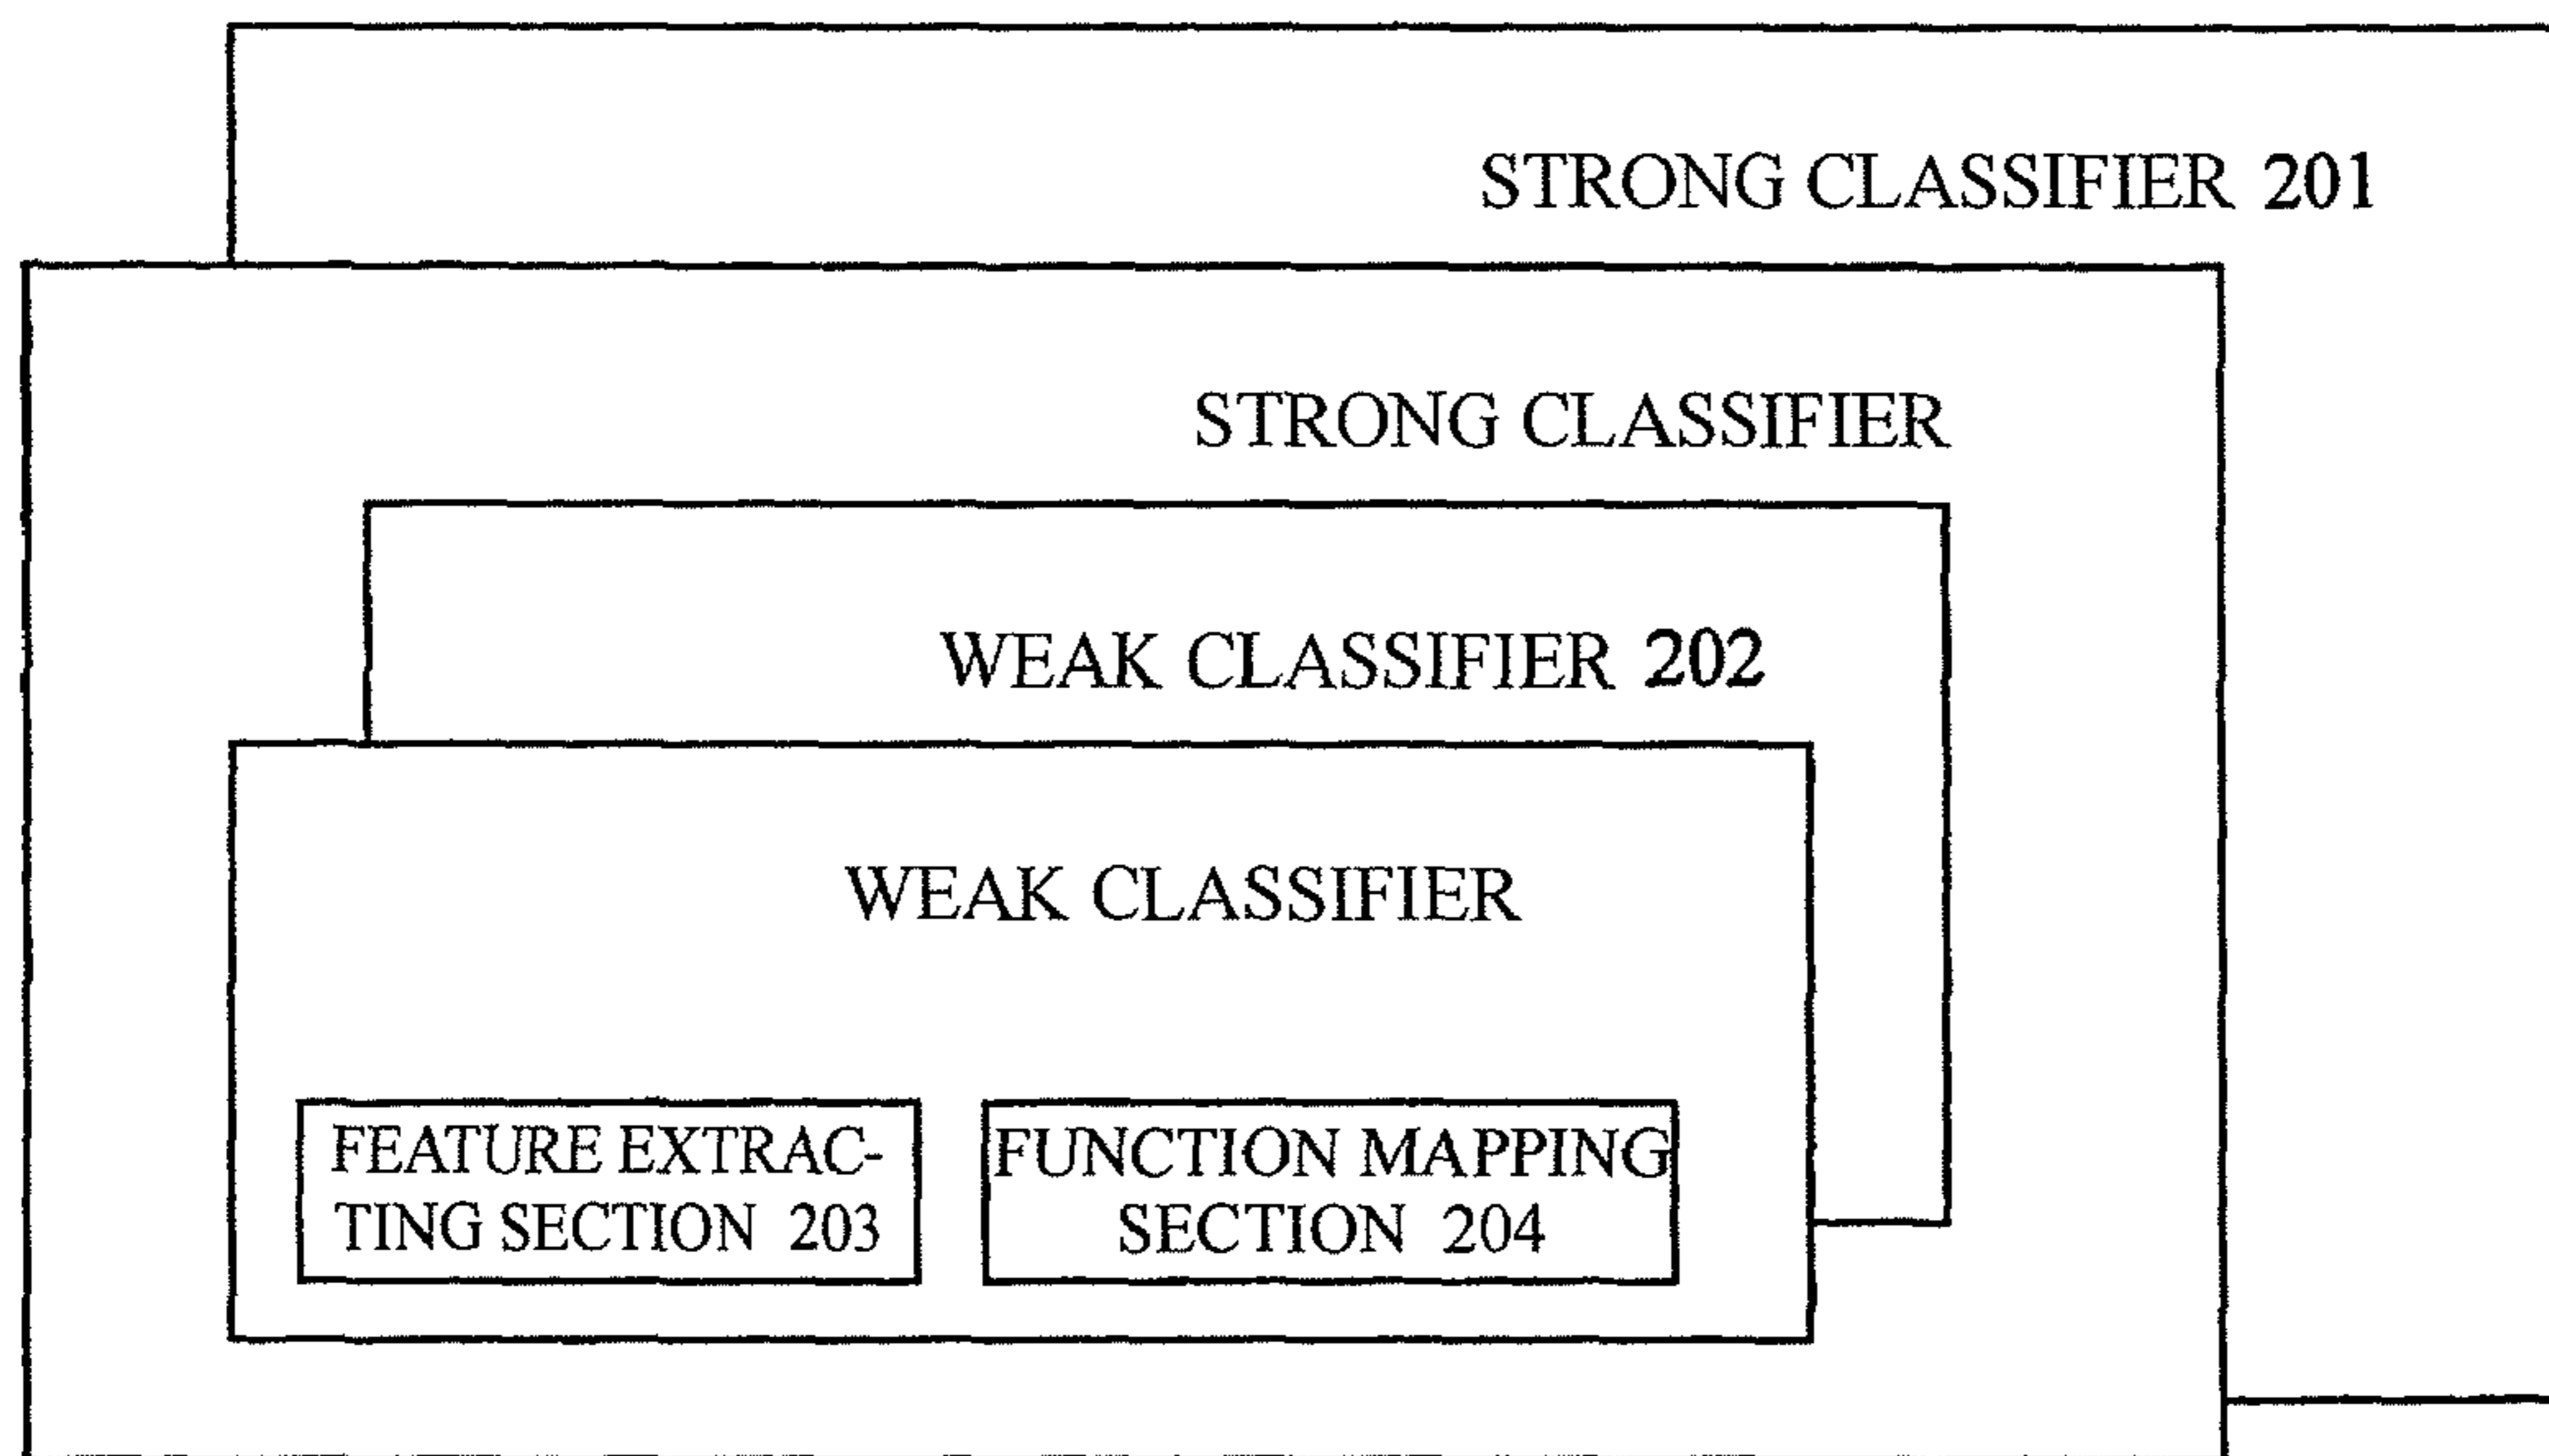 STRONG CLASSIFIER 201
STRONG CLASSIFIER
WEAK CLASSIFIER 202
WEAK CLASSIFIER
FEATURE EXTRAC-
TING SECTION 203
FUNCTION MAPPING
SECTION 204